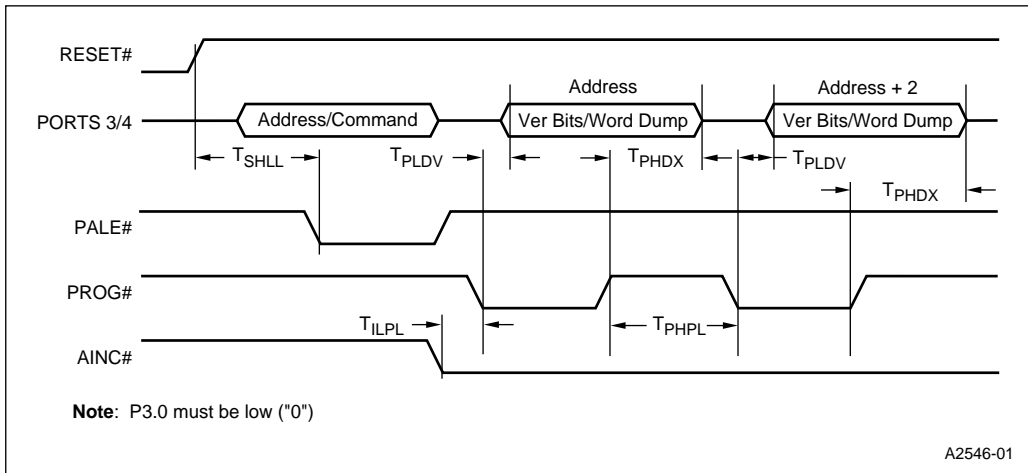 RESET#
Address
Address + 2
PORTS 3/4
Address/Command
Ver Bits/Word Dump
Ver Bits/Word Dump
TSHLL
TPLDV
TPHDX
TPLDV
TPHDX
PALE#
PROG#
TILPL
TPHPL
AINC#
Note: P3.0 must be low ("0")
A2546-01